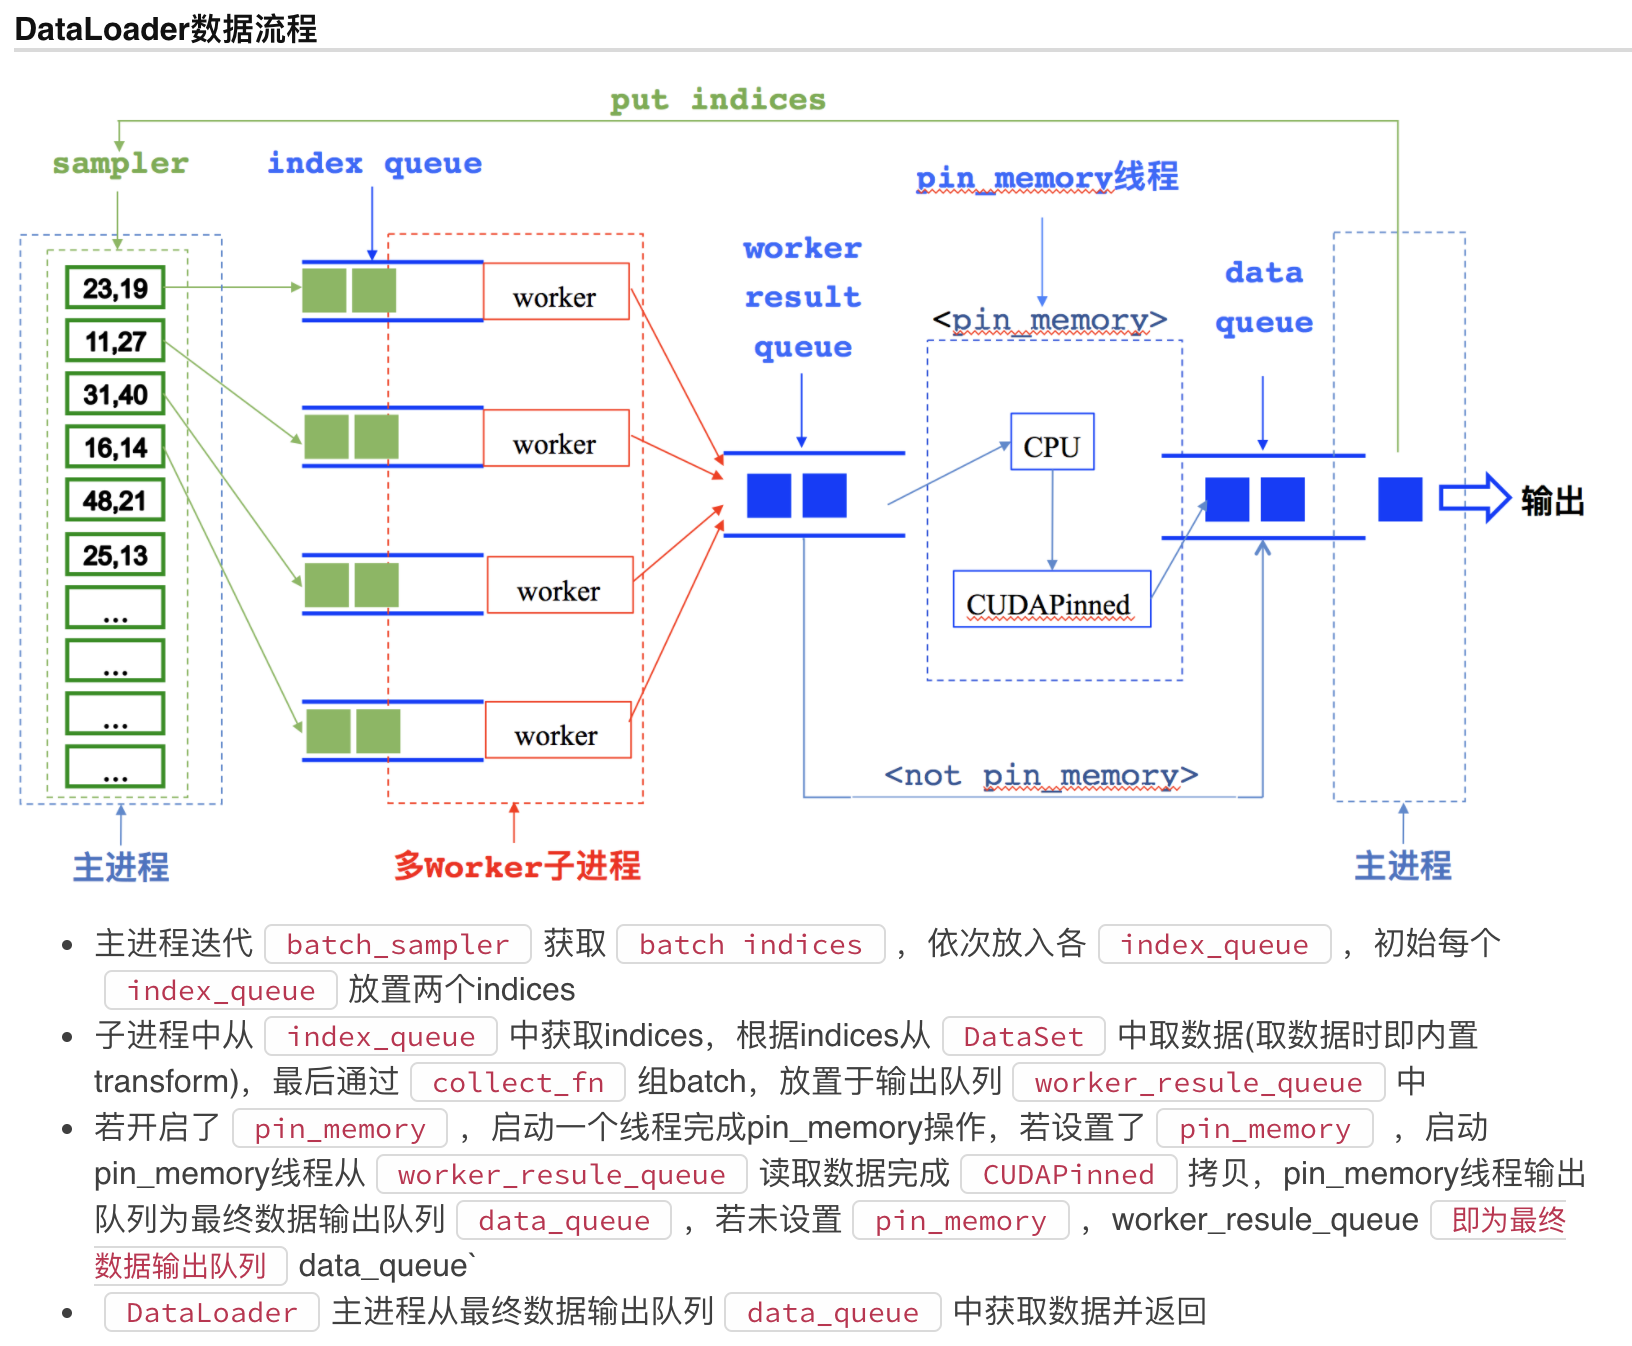 DataLoader数据流程
put indices
sampler
index queue
pin_memory线程
worker
result
queue
data
queue
<pin_memory>
23,19
11,27
31,40
16,14
48,21
25,13
...
...
...
...
worker
worker
worker
worker
CPU
CUDAPinned
输出
<not pin_memory>
主进程
多Worker子进程
主进程
主进程迭代 batch_sampler 获取 batch indices ，依次放入各 index_queue ，初始每个
index_queue 放置两个indices
子进程中从 index_queue 中获取indices，根据indices从 DataSet 中取数据(取数据时即内置
transform)，最后通过 collect_fn 组batch，放置于输出队列 worker_resule_queue 中
若开启了 pin_memory ，启动一个线程完成pin_memory操作，若设置了 pin_memory ，启动
pin_memory线程从 worker_resule_queue 读取数据完成 CUDAPinned 拷贝，pin_memory线程输出
队列为最终数据输出队列 data_queue ，若未设置 pin_memory ，worker_resule_queue 即为最终
数据输出队列 data_queue`
DataLoader 主进程从最终数据输出队列 data_queue 中获取数据并返回